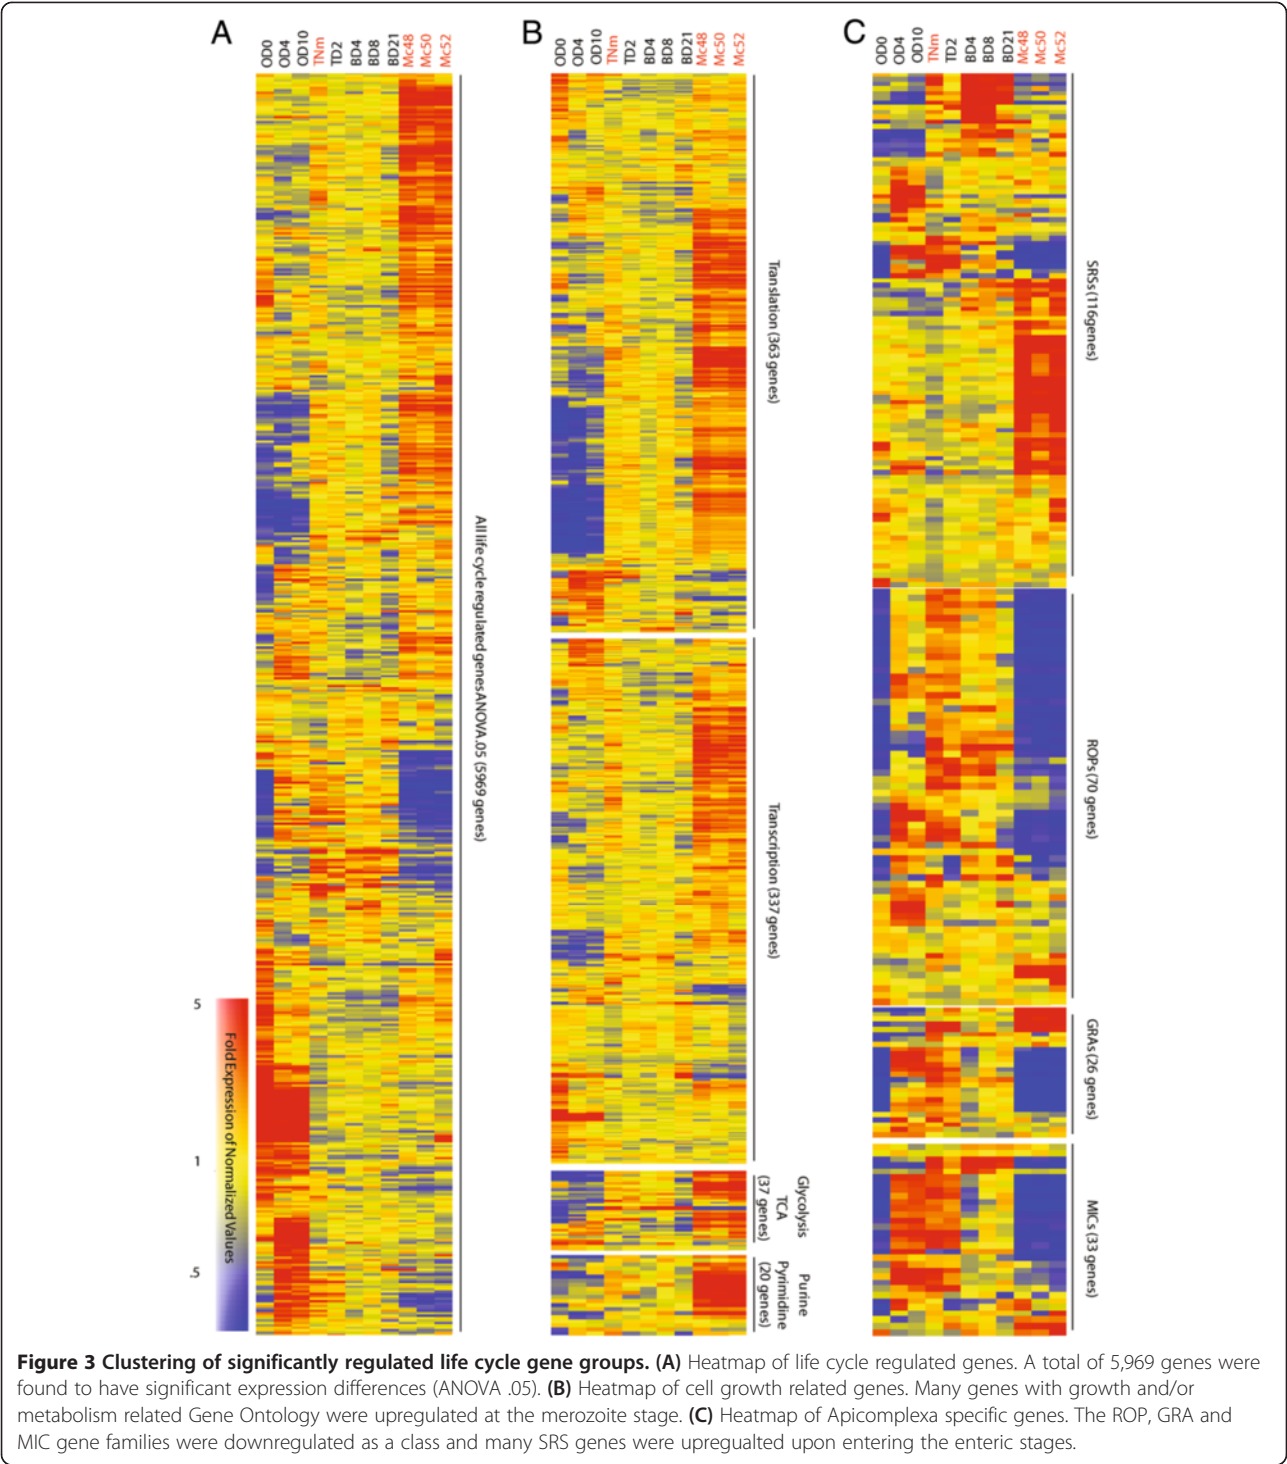 A
OD0
OD4
OD10
TNm
TD2
BD4
BD8
BD21
Mc48
Mc50
Mc52
All life cycle regulated genes ANOVA .05 (5969 genes)
5
1
.5
Fold Expression of Normalized Values
B
OD0
OD4
OD10
TNm
TD2
BD4
BD8
BD21
Mc48
Mc50
Mc52
Translation (363 genes)
Transcription (337 genes)
Glycolysis
TCA
(37 genes)
Purine
Pyrimidine
(20 genes)
C
OD0
OD4
OD10
TNm
TD2
BD4
BD8
BD21
Mc48
Mc50
Mc52
SRSs (116genes)
ROPs (70 genes)
GRAs (26 genes)
MICs (33 genes)
Figure 3 Clustering of significantly regulated life cycle gene groups. (A) Heatmap of life cycle regulated genes. A total of 5,969 genes were
found to have significant expression differences (ANOVA .05). (B) Heatmap of cell growth related genes. Many genes with growth and/or
metabolism related Gene Ontology were upregulated at the merozoite stage. (C) Heatmap of Apicomplexa specific genes. The ROP, GRA and
MIC gene families were downregulated as a class and many SRS genes were upregualted upon entering the enteric stages.